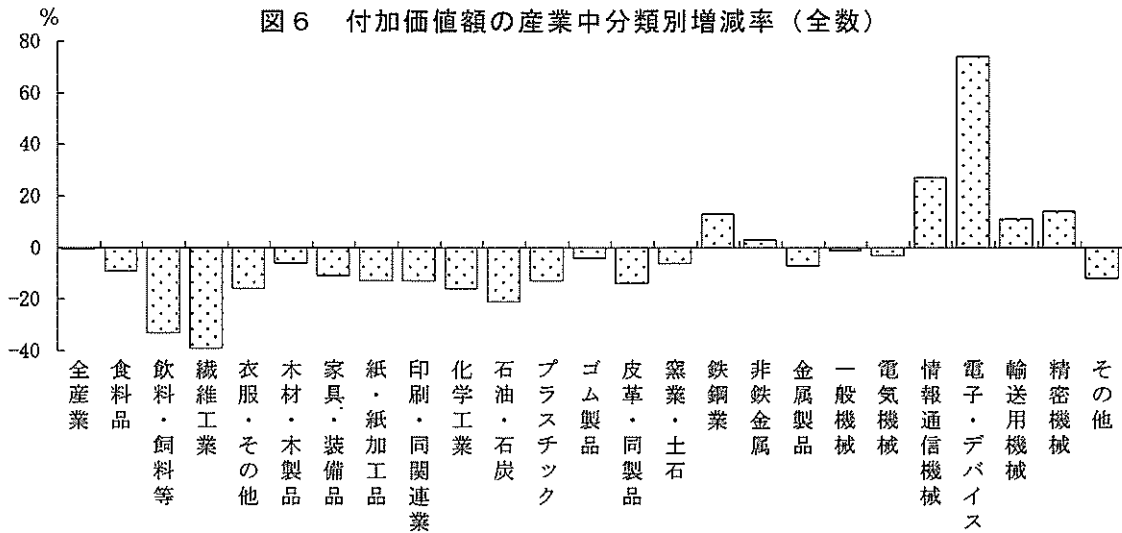 図6 付加価値額の産業中分類別増減率（全数）
%
80
60
40
20
0
-20
-40
全産業
食料品
飲料・飼料等
繊維工業
衣服・その他
木材・木製品
家具・装備品
紙・紙加工品
印刷・同関連業
化学工業
石油・石炭
プラスチック
ゴム製品
皮革・同製品
窯業・土石
鉄鋼業
非鉄金属
金属製品
一般機械
電気機械
情報通信機械
電子・デバイス
輸送用機械
精密機械
その他